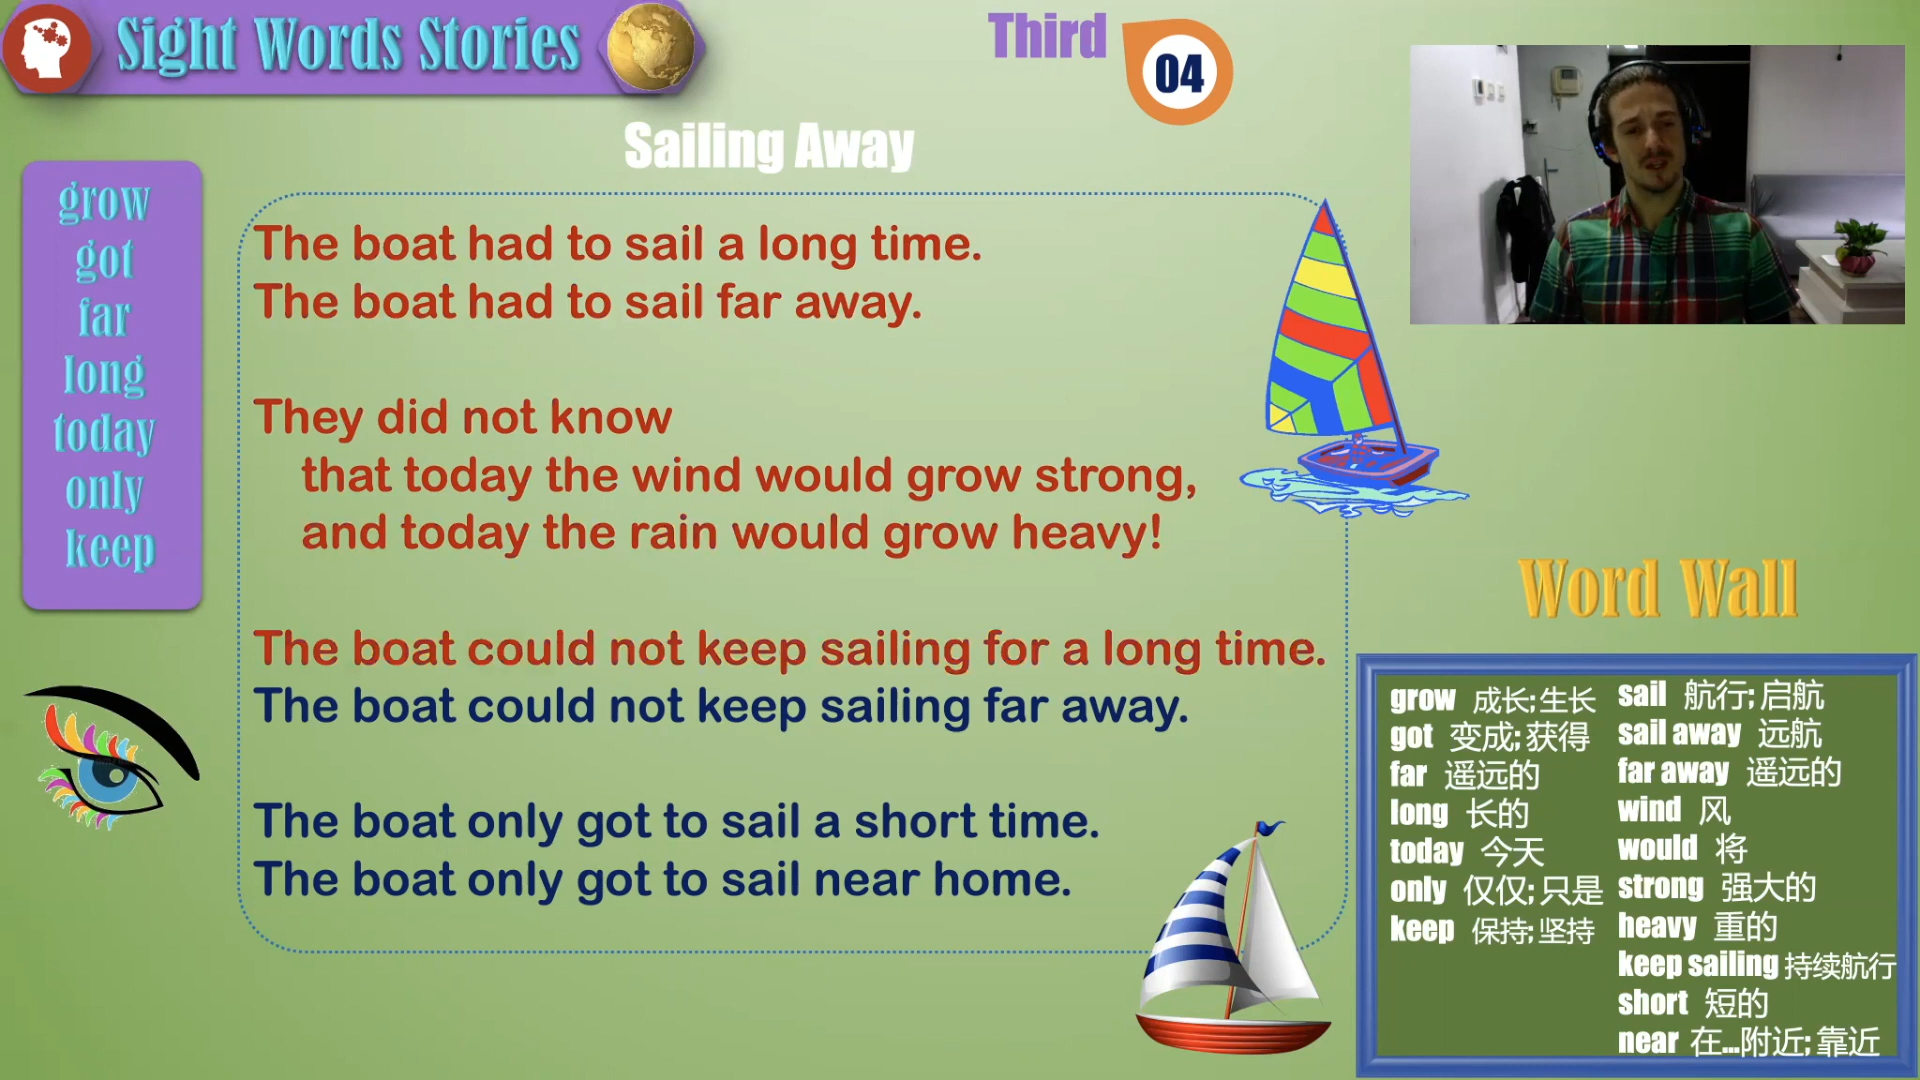 Sight Words Stories
Third
04
Sailing Away
grow
got
far
long
today
only
keep
The boat had to sail a long time.
The boat had to sail far away.
They did not know
that today the wind would grow strong,
and today the rain would grow heavy!
The boat could not keep sailing for a long time.
The boat could not keep sailing far away.
The boat only got to sail a short time.
The boat only got to sail near home.
Word Wall
grow 成长; 生长
got 变成; 获得
far 遥远的
long 长的
today 今天
only 仅仅; 只是
keep 保持; 坚持
sail 航行; 启航
sail away 远航
far away 遥远的
wind 风
would 将
strong 强大的
heavy 重的
keep sailing 持续航行
short 短的
near 在...附近; 靠近